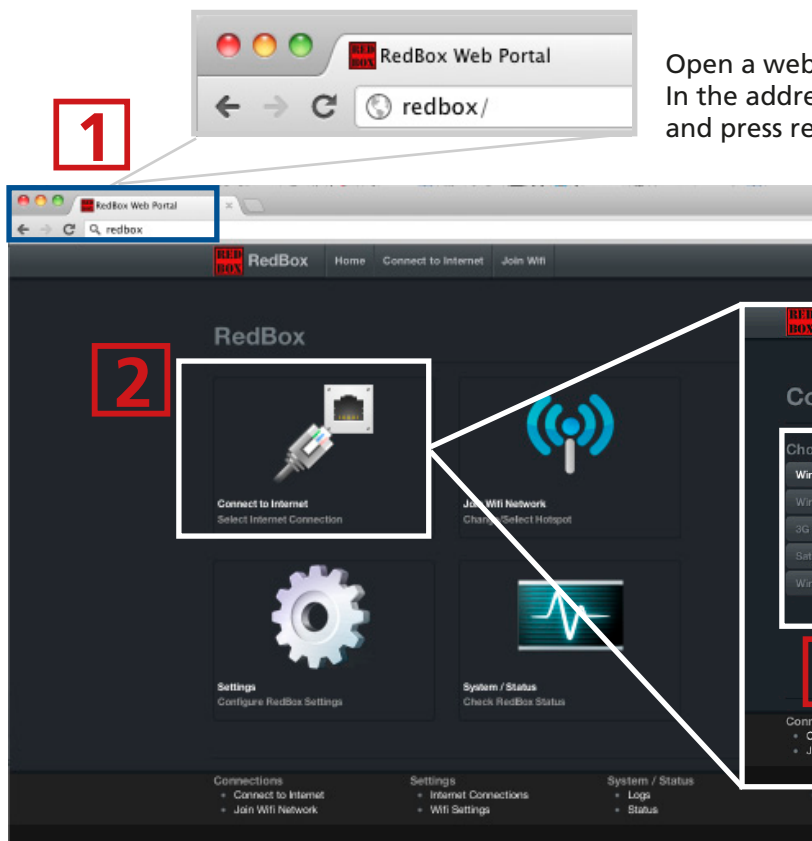 RED BOX RedBox Web Portal
redbox/
Open a web
In the addre
and press re
1
RedBox Web Portal
redbox
RED BOX RedBox Home Connect to Internet Join Wifi
RedBox
2
Connect to Internet
Select Internet Connection
Join Wifi Network
Change/Select Hotspot
Settings
Configure RedBox Settings
System / Status
Check RedBox Status
Connections
Connect to Internet
Join Wifi Network
Settings
Internet Connections
Wifi Settings
System / Status
Logs
Status
RED
BOX
Co
Cho
Wir
Wir
3G
Sat
Wir
Conn
C
J